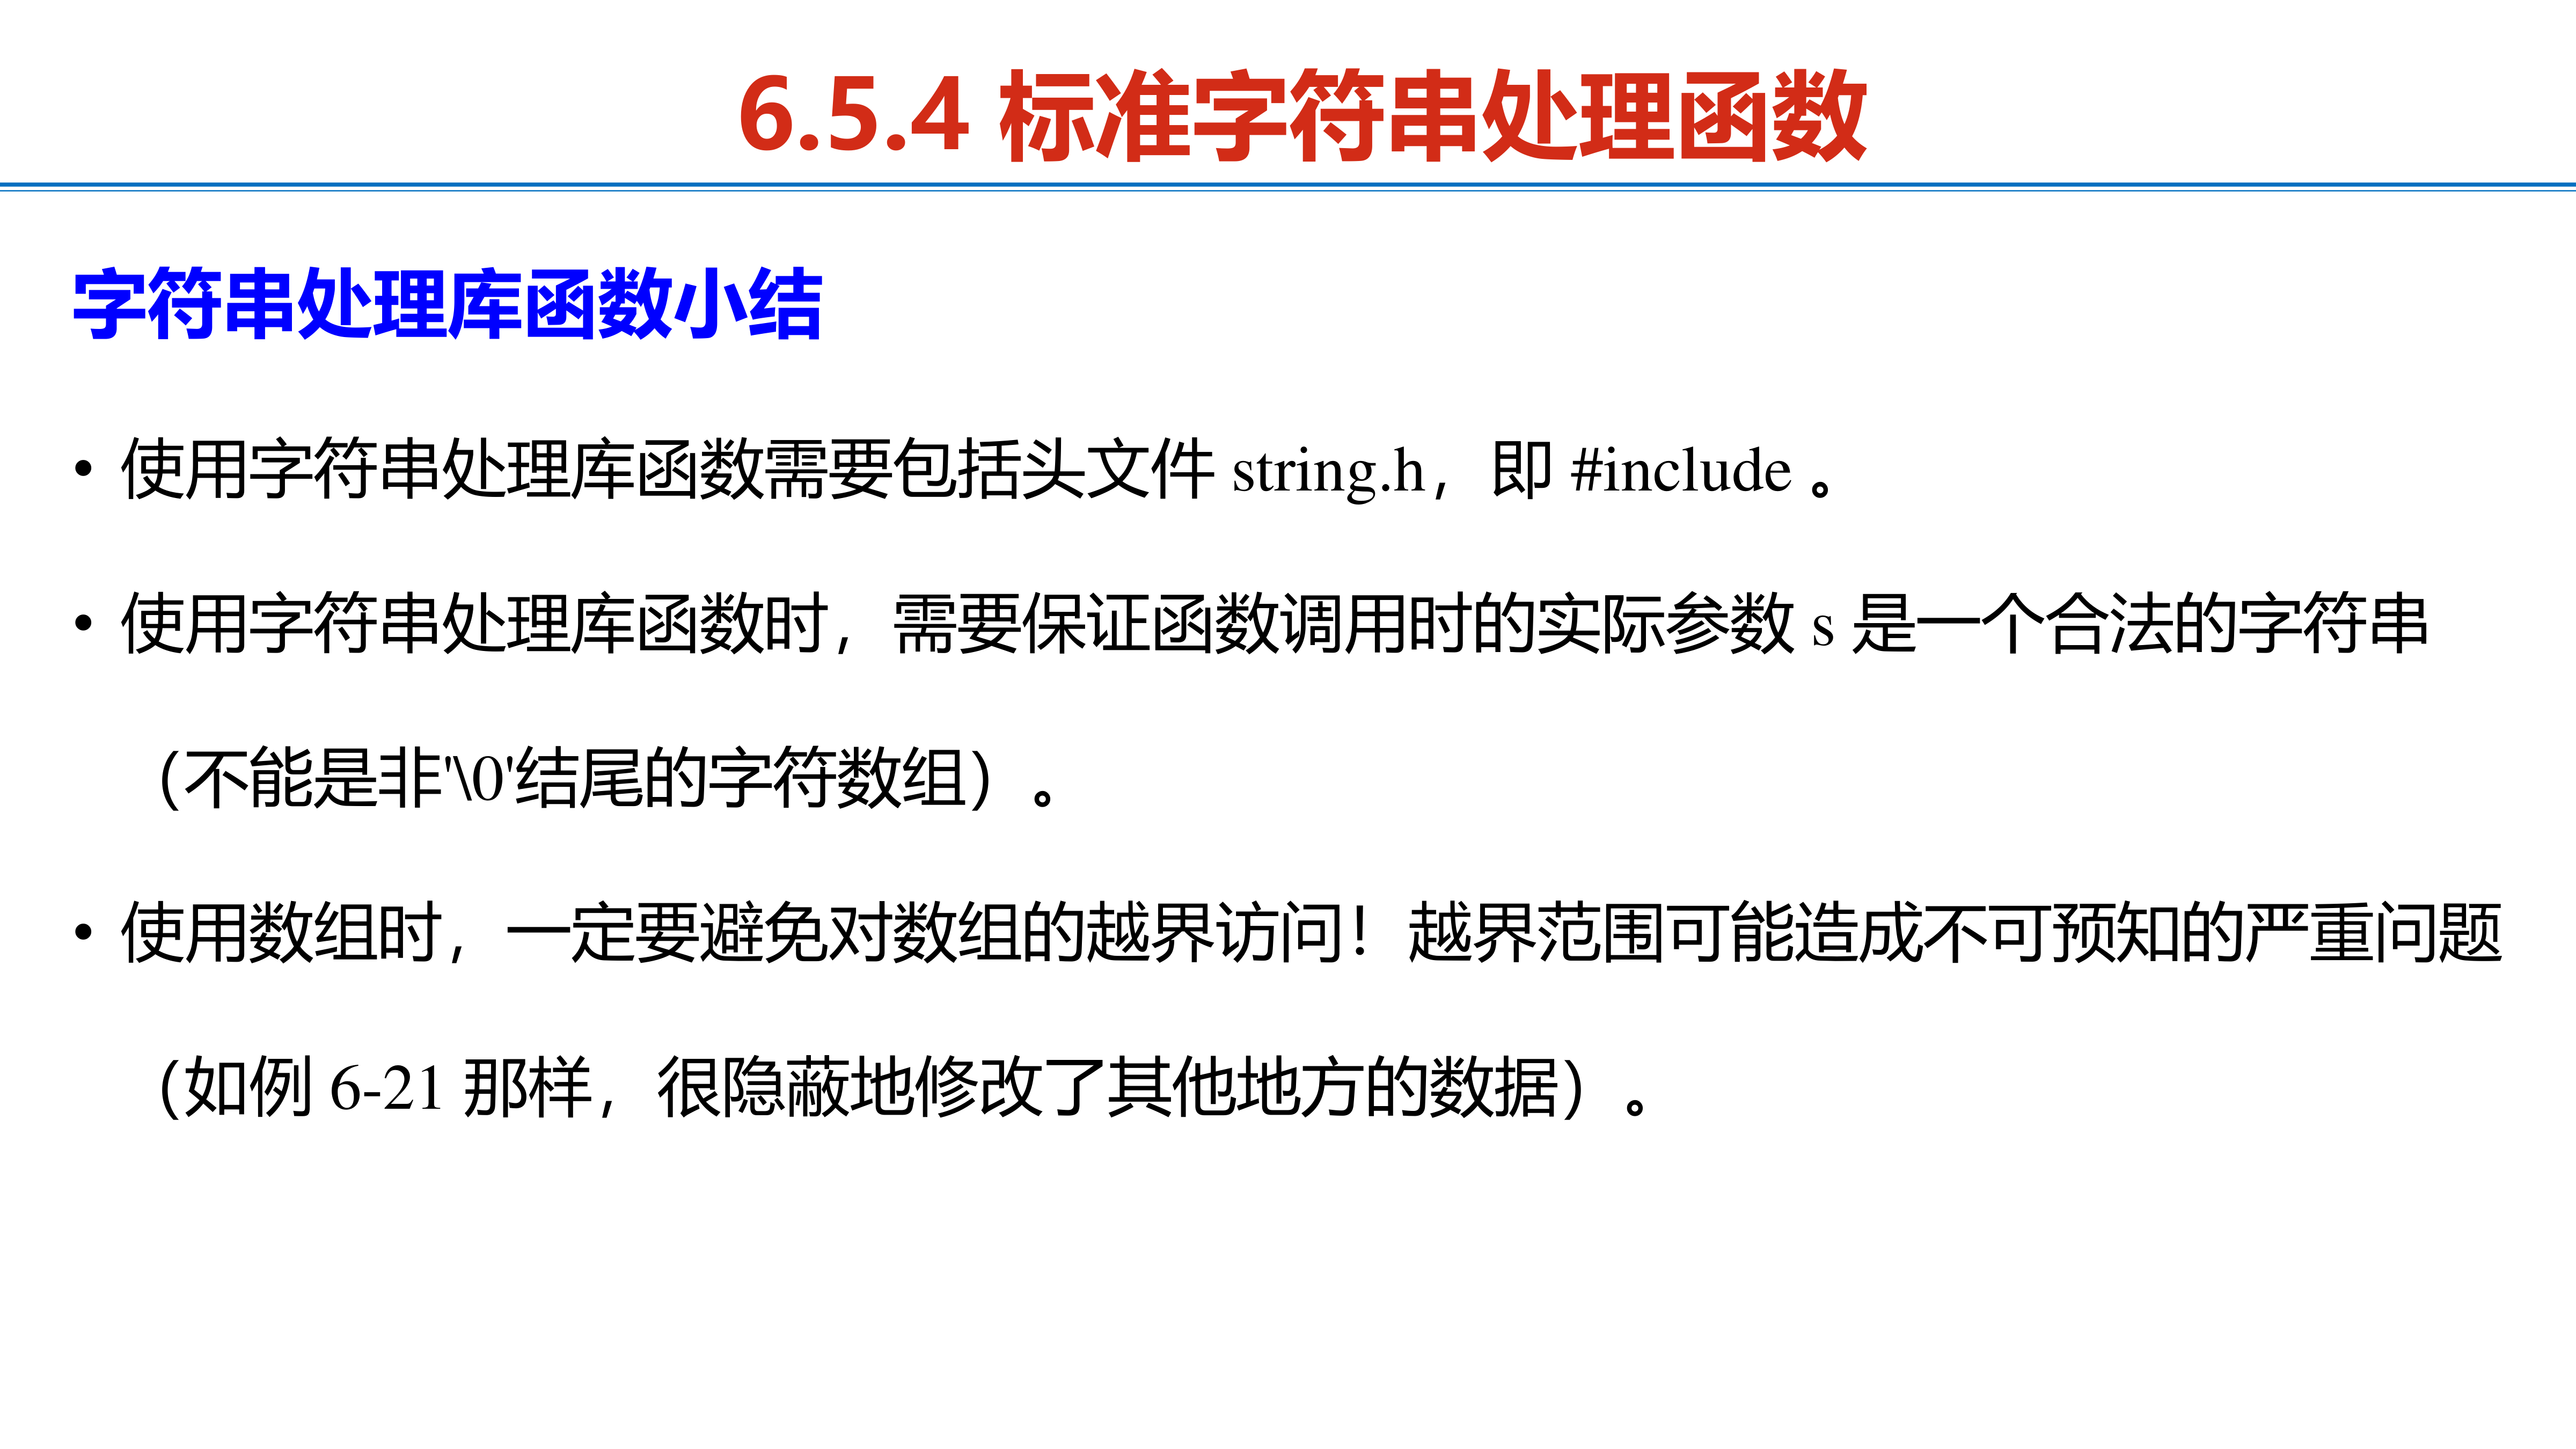 6.5.4 标准字符串处理函数
字符串处理库函数小结
• 使用字符串处理库函数需要包括头文件 string.h，即 #include 。
• 使用字符串处理库函数时，需要保证函数调用时的实际参数 s 是一个合法的字符串
（不能是非'\0'结尾的字符数组）。
• 使用数组时，一定要避免对数组的越界访问！越界范围可能造成不可预知的严重问题
（如例 6-21 那样，很隐蔽地修改了其他地方的数据）。